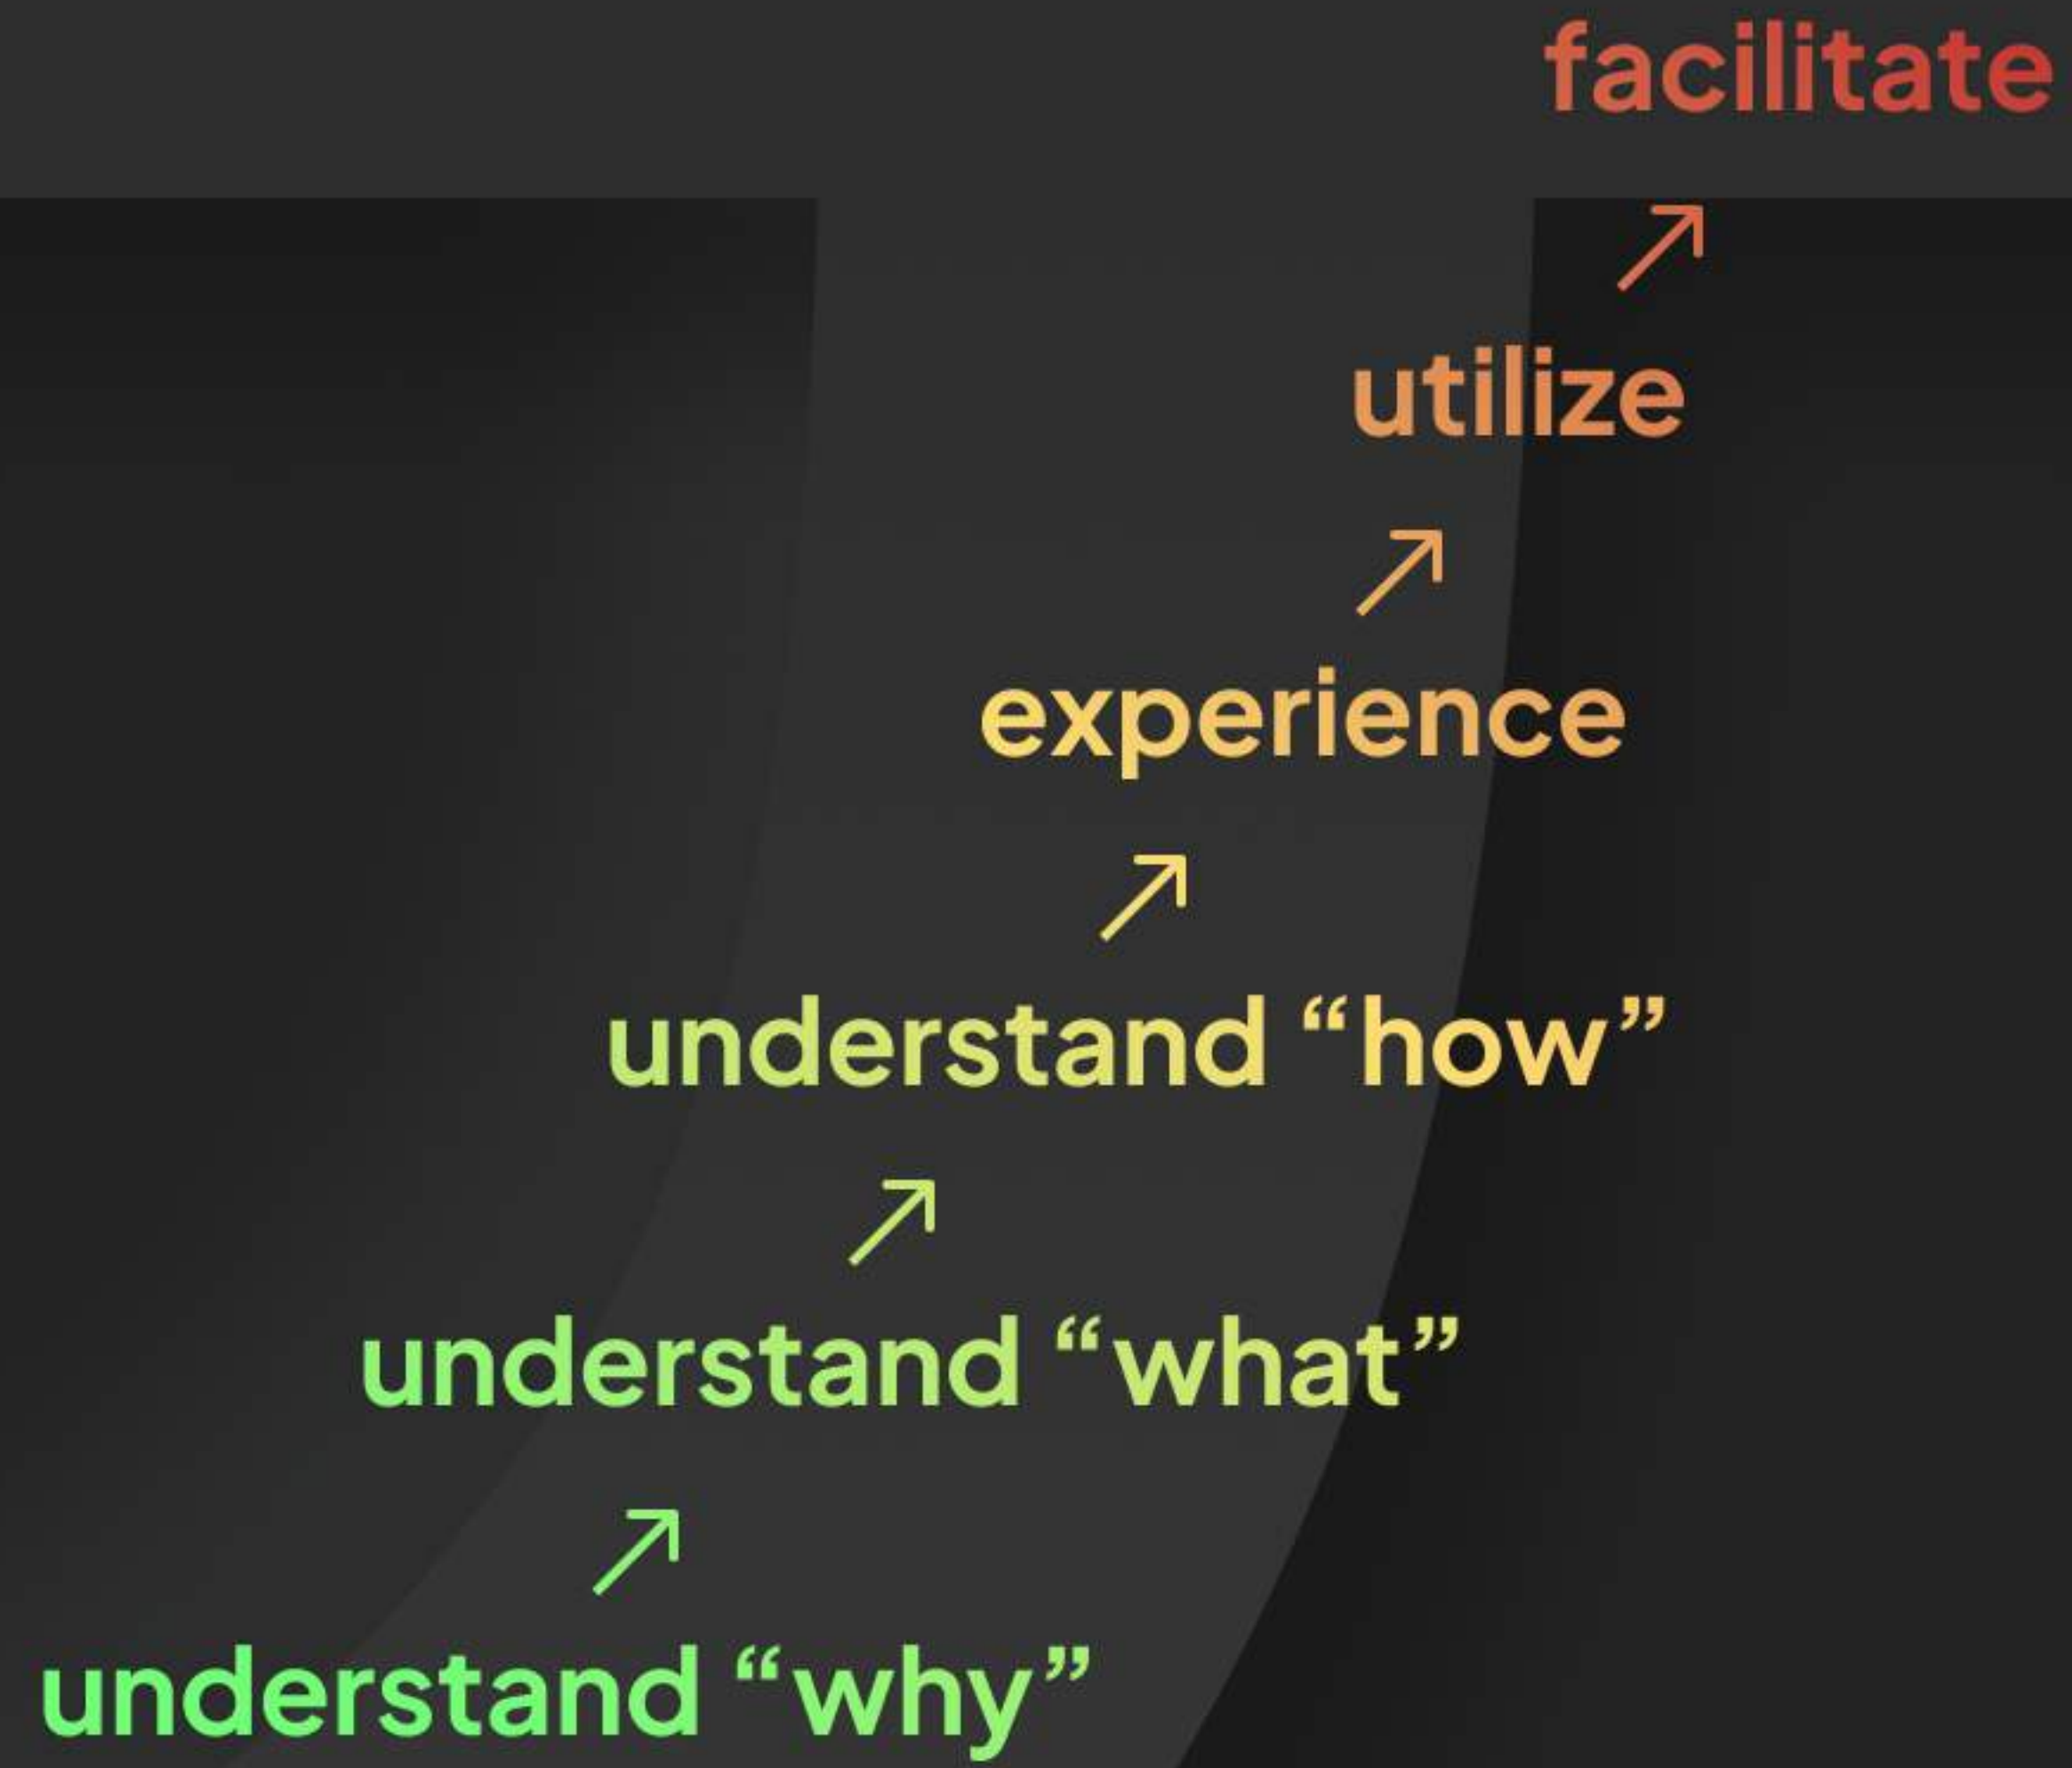 facilitate
utilize
experience
understand “how”
understand “what”
understand “why”